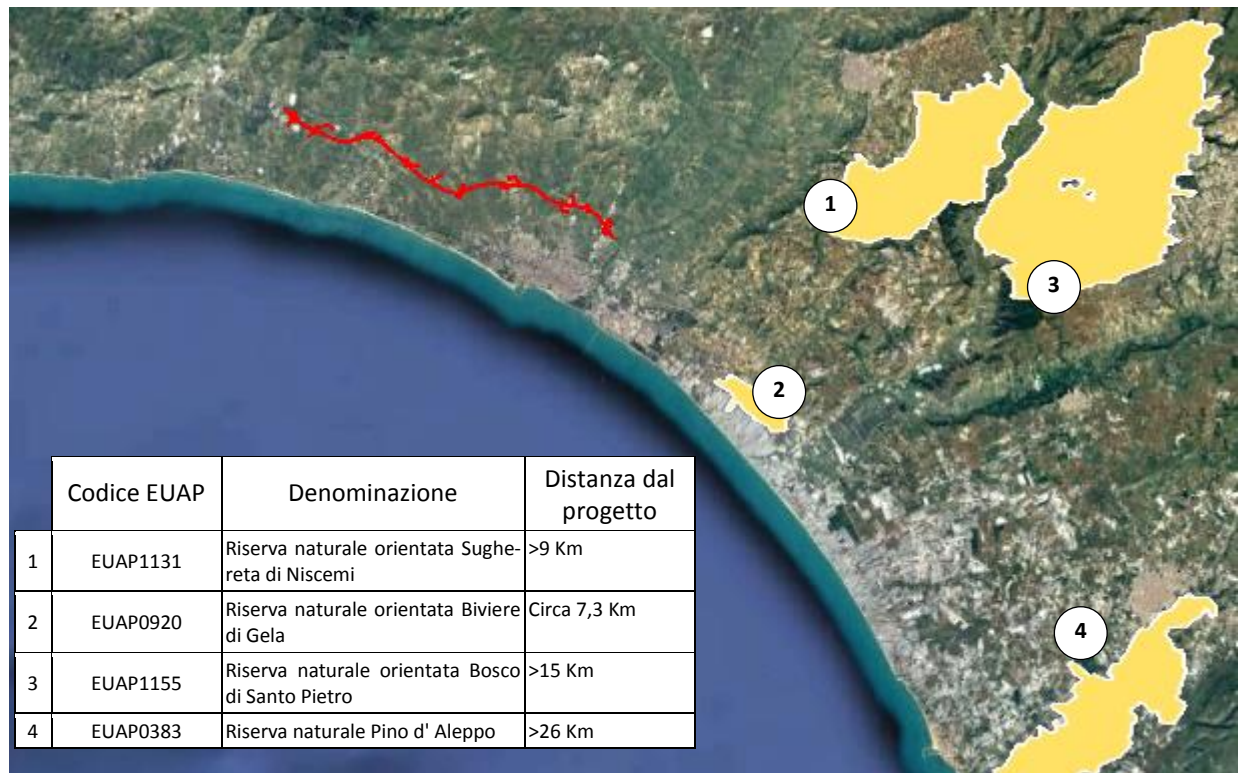 1
3
2
4
Codice EUAP
Denominazione
Distanza dal
progetto
1
EUAP1131
Riserva naturale orientata Sughe-
reta di Niscemi
>9 Km
2
EUAP0920
Riserva naturale orientata Biviere
di Gela
Circa 7,3 Km
3
EUAP1155
Riserva naturale orientata Bosco
di Santo Pietro
>15 Km
4
EUAP0383
Riserva naturale Pino d' Aleppo
>26 Km